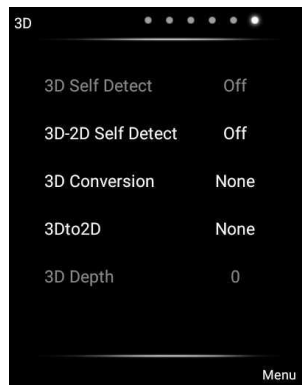 3D
3D Self Detect Off
3D-2D Self Detect Off
3D Conversion None
3Dto2D None
3D Depth 0
Menu